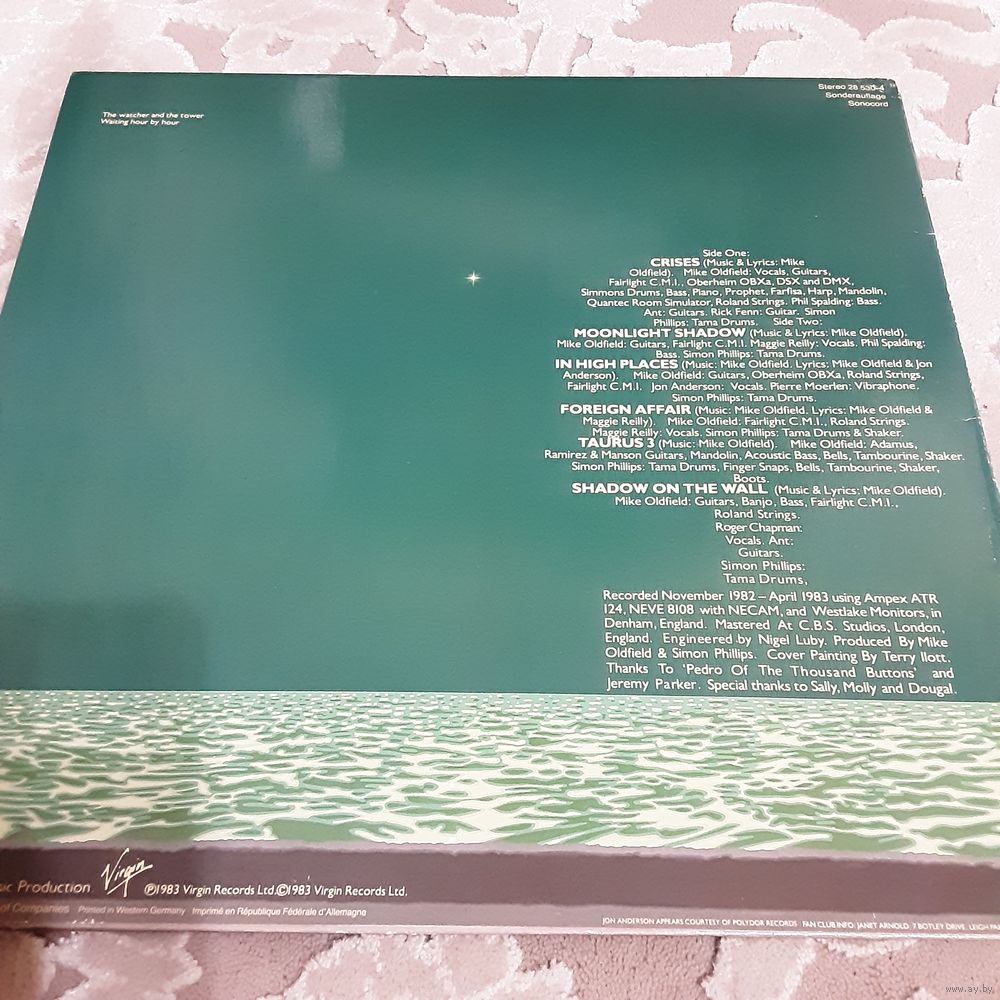 The watcher and the tower
Waiting hour by hour
Stereo 28 530-4
Sonderauflage
Sonocord
Side One:
CRISES (Music & Lyrics: Mike
Oldfield). Mike Oldfield: Vocals, Guitars,
Fairlight C.M.I., Oberheim OBXa, DSX and DMX,
Simmons Drums, Bass, Piano, Prophet, Farfisa, Harp, Mandolin,
Quantec Room Simulator, Roland Strings. Phil Spalding: Bass.
Ant: Guitars. Rick Fenn: Guitar. Simon
Phillips: Tama Drums. Side Two:
MOONLIGHT SHADOW (Music & Lyrics: Mike Oldfield).
Mike Oldfield: Guitars, Fairlight C.M.I. Maggie Reilly: Vocals. Phil Spalding:
Bass. Simon Phillips: Tama Drums.
IN HIGH PLACES (Music: Mike Oldfield. Lyrics: Mike Oldfield & Jon
Anderson). Mike Oldfield: Guitars, Oberheim OBXa, Roland Strings,
Fairlight C.M.I. Jon Anderson: Vocals. Pierre Moerlen: Vibraphone.
Simon Phillips: Tama Drums.
FOREIGN AFFAIR (Music: Mike Oldfield. Lyrics: Mike Oldfield &
Maggie Reilly). Mike Oldfield: Fairlight C.M.I., Roland Strings.
Maggie Reilly: Vocals. Simon Phillips: Tama Drums & Shaker.
TAURUS 3 (Music: Mike Oldfield). Mike Oldfield: Adamus,
Ramirez & Manson Guitars, Mandolin, Acoustic Bass, Bells, Tambourine, Shaker.
Simon Phillips: Tama Drums, Finger Snaps, Bells, Tambourine, Shaker,
Boots.
SHADOW ON THE WALL (Music & Lyrics: Mike Oldfield).
Mike Oldfield: Guitars, Banjo, Bass, Fairlight C.M.I.,
Roland Strings.
Roger Chapman:
Vocals. Ant:
Guitars.
Simon Phillips:
Tama Drums,
Recorded November 1982 – April 1983 using Ampex ATR
124, NEVE 8108 with NECAM, and Westlake Monitors, in
Denham, England. Mastered At C.B.S. Studios, London,
England. Engineered by Nigel Luby. Produced By Mike
Oldfield & Simon Phillips. Cover Painting By Terry Ilott.
Thanks To 'Pedro Of The Thousand Buttons' and
Jeremy Parker. Special thanks to Sally, Molly and Dougal.
Production Virgin ℗1983 Virgin Records Ltd.©1983 Virgin Records Ltd.
of Companies Printed in Western Germany Imprimé en République Fédérale d'Allemagne
JON ANDERSON APPEARS COURTESY OF POLYDOR RECORDS FAN CLUB INFO: JANET ARNOLD, 7 BOTLEY DRIVE, LEIGH
www.ay.by